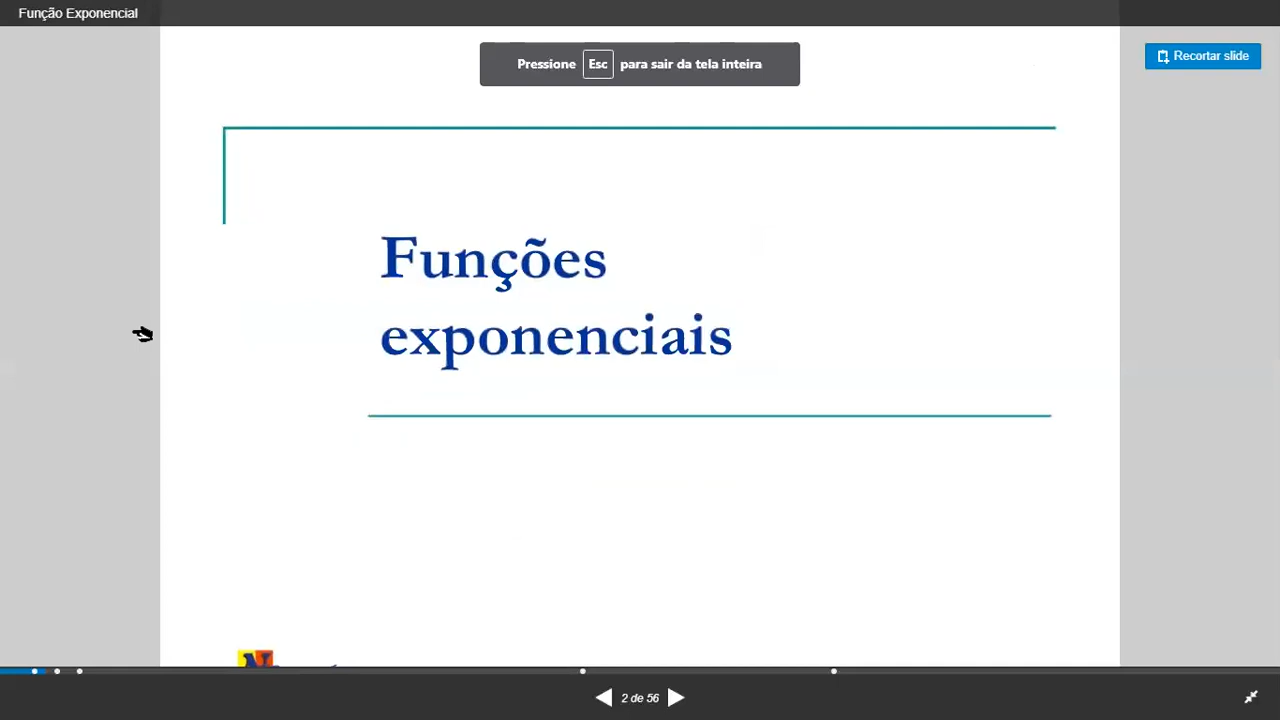 Função Exponencial
Pressione Esc para sair da tela inteira
Recortar slide
Funções
exponenciais
2 de 56